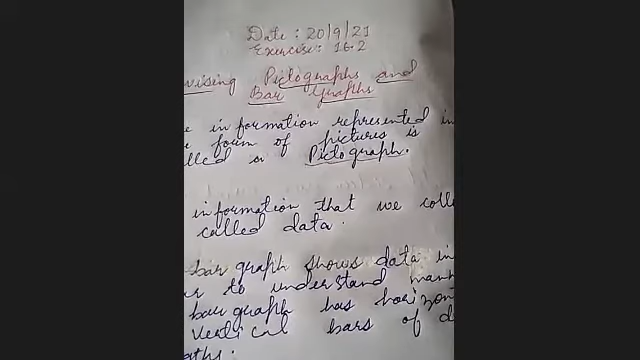 Date : 20/9/21
Exercise: 16.2
vising Pictographs and
Bar Graphs
e information represented in
e form of pictures is
lled a Pictograph.
information that we coll
called data.
bar graph shows data in
to understand
bar graph has horizon
vertical bars of d